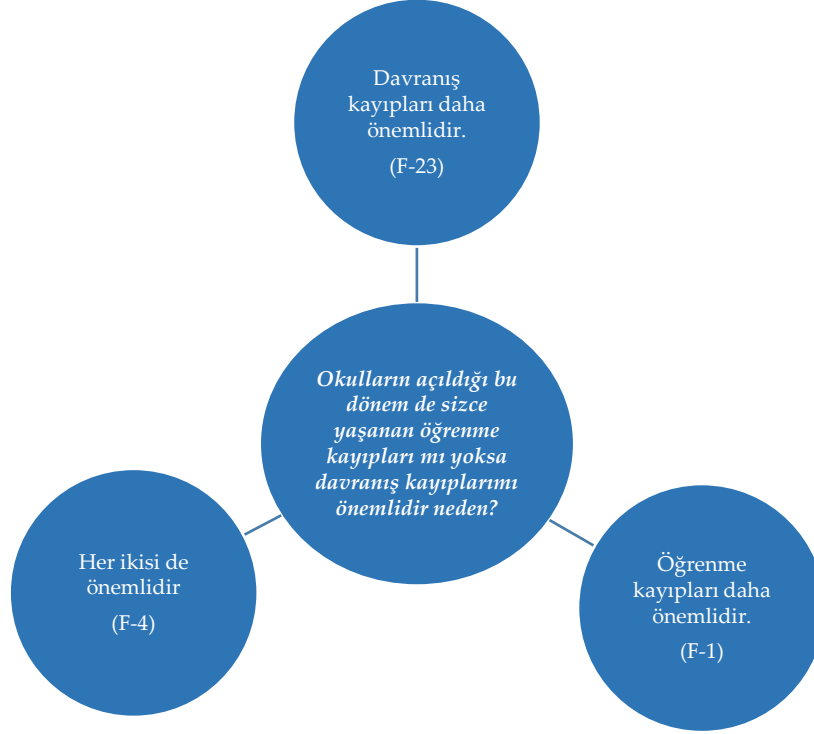 Davranış
kayıpları daha
önemlidir.
(F-23)
Okulların açıldığı bu
dönem de sizce
yaşanan öğrenme
kayıpları mı yoksa
davranış kayıplarımı
önemlidir neden?
Her ikisi de
önemlidir
(F-4)
Öğrenme
kayıpları daha
önemlidir.
(F-1)